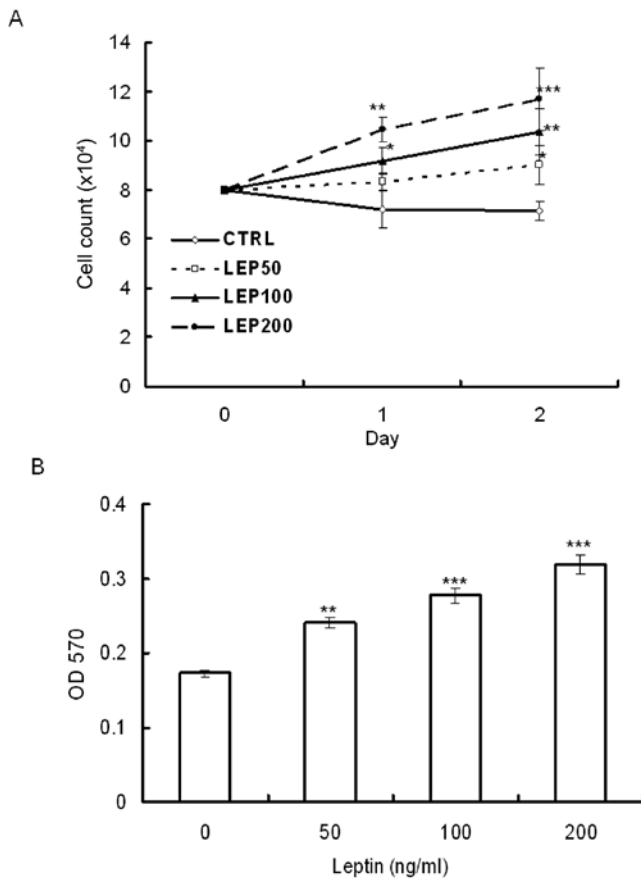 A
14
12
10
8
6
4
2
0
Cell count (x10⁴)
**
*
***
**
*
CTRL
LEP50
LEP100
LEP200
0 1 2
Day
B
0.4
0.3
0.2
0.1
0
OD 570
**
***
***
0 50 100 200
Leptin (ng/ml)